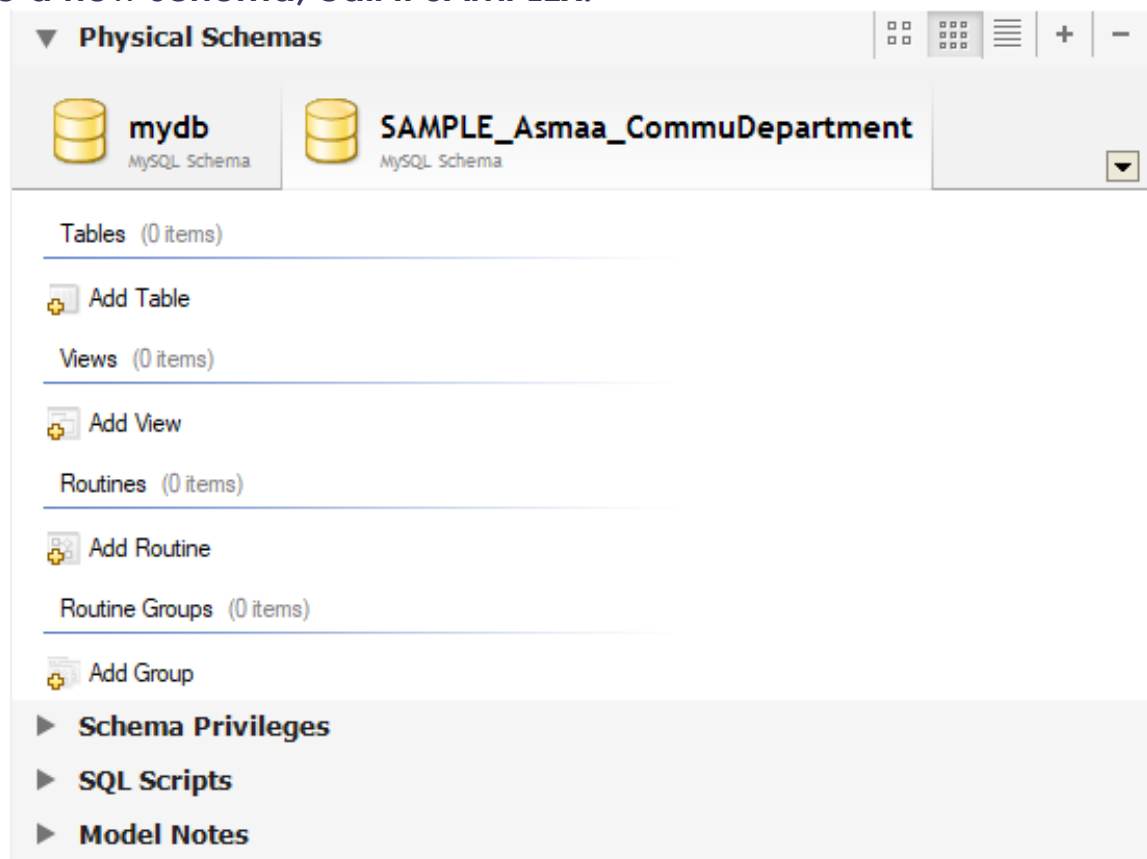 Physical Schemas
mydb
MySQL Schema
SAMPLE_Asmaa_CommuDepartment
MySQL Schema
Tables (0 items)
Add Table
Views (0 items)
Add View
Routines (0 items)
Add Routine
Routine Groups (0 items)
Add Group
Schema Privileges
SQL Scripts
Model Notes